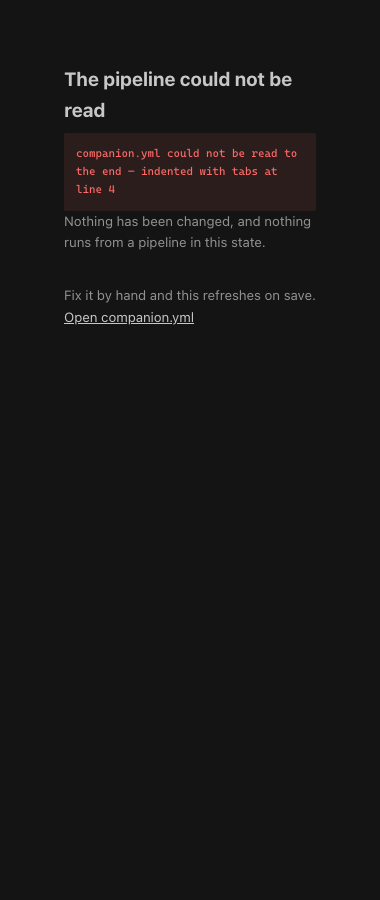 The pipeline could not be
read
companion.yml could not be read to
the end — indented with tabs at
line 4
Nothing has been changed, and nothing
runs from a pipeline in this state.
Fix it by hand and this refreshes on save.
Open companion.yml